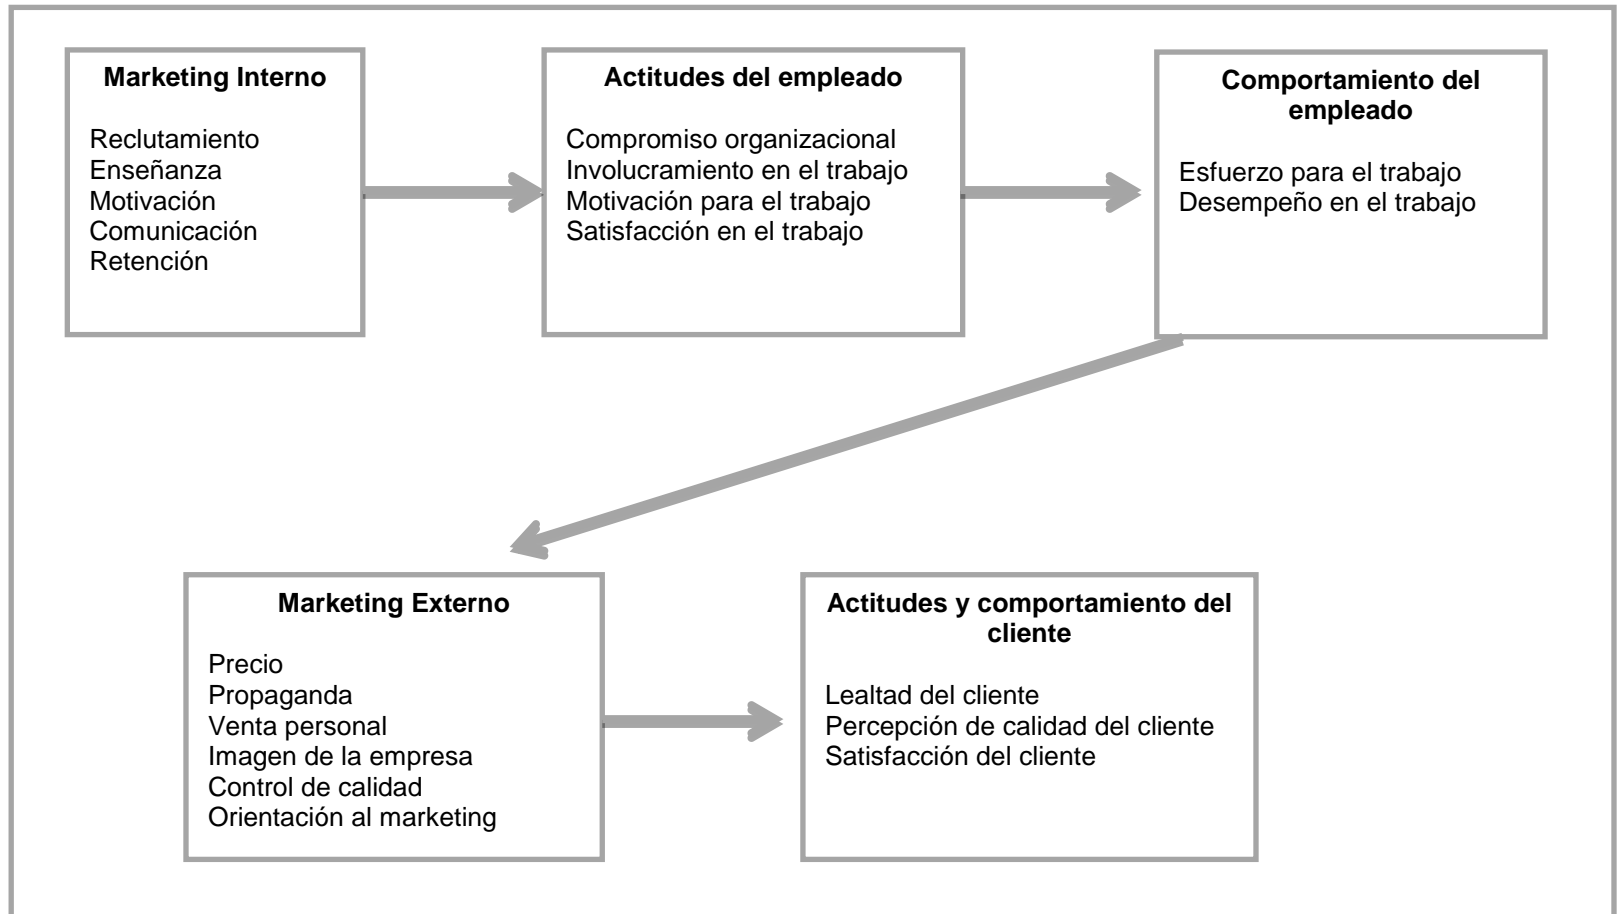 Marketing Interno
Reclutamiento
Enseñanza
Motivación
Comunicación
Retención
Actitudes del empleado
Compromiso organizacional
Involucramiento en el trabajo
Motivación para el trabajo
Satisfacción en el trabajo
Comportamiento del
empleado
Esfuerzo para el trabajo
Desempeño en el trabajo
Marketing Externo
Precio
Propaganda
Venta personal
Imagen de la empresa
Control de calidad
Orientación al marketing
Actitudes y comportamiento del
cliente
Lealtad del cliente
Percepción de calidad del cliente
Satisfacción del cliente